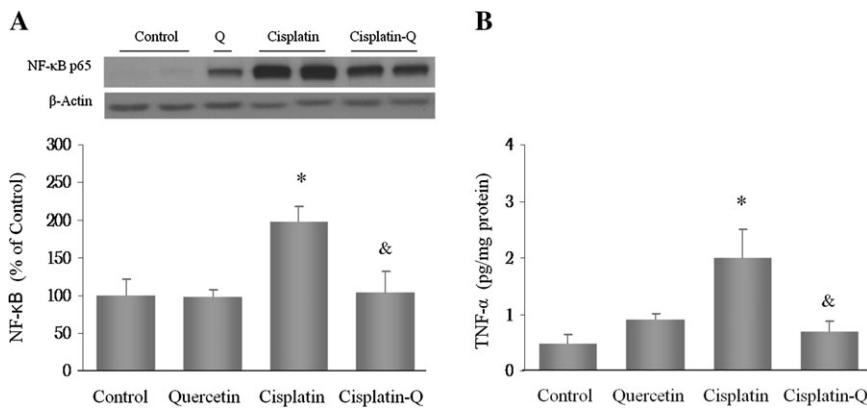 A
Control Q Cisplatin Cisplatin-Q
NF-κB p65
β-Actin
NF-κB (% of Control)
300
250
200
150
100
50
0
*
&
Control Quercetin Cisplatin Cisplatin-Q
B
TNF-α (pg/mg protein)
4
3
2
1
0
*
&
Control Quercetin Cisplatin Cisplatin-Q